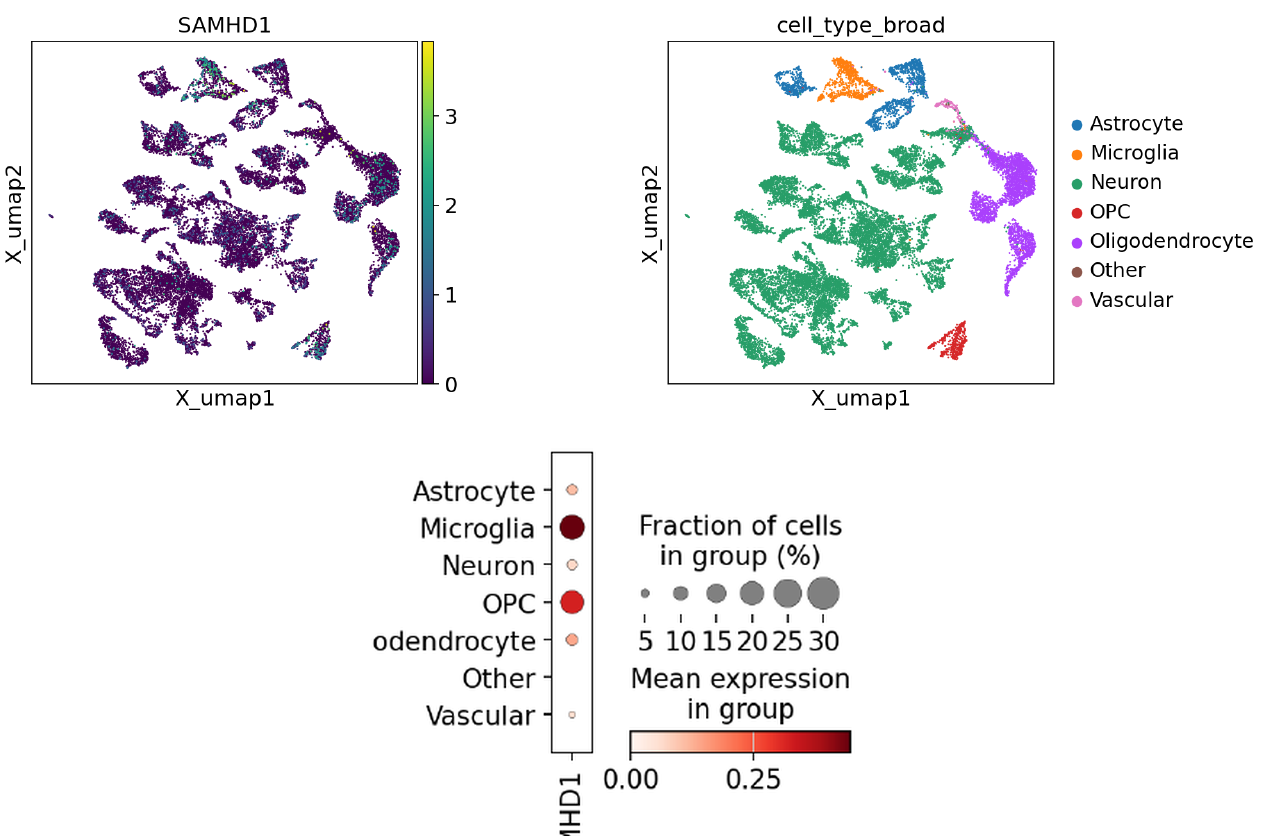 SAMHD1
X_umap2
3
2
1
0
X_umap1
cell_type_broad
X_umap2
X_umap1
Astrocyte
Microglia
Neuron
OPC
Oligodendrocyte
Other
Vascular
Astrocyte
Microglia
Neuron
OPC
odendrocyte
Other
Vascular
MHD1
Fraction of cells
in group (%)
5 10 15 20 25 30
Mean expression
in group
0.00 0.25